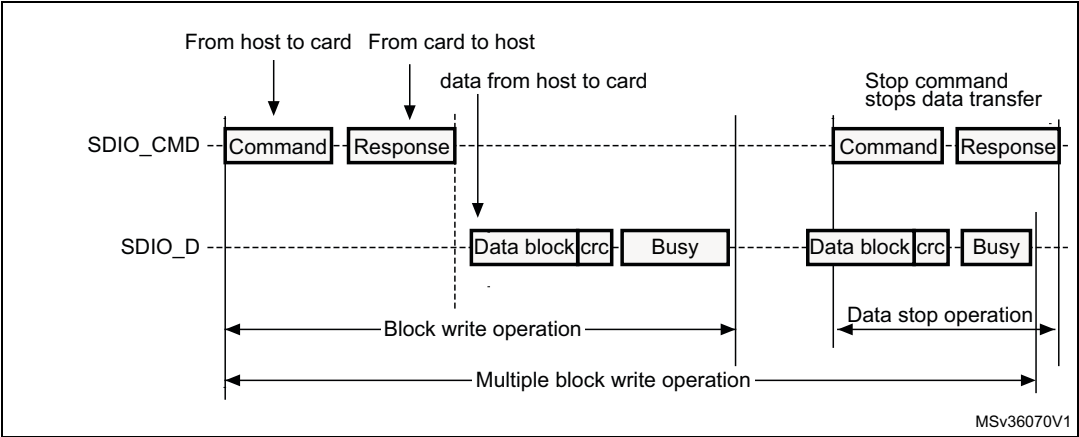 From host to card From card to host
data from host to card
Stop command
stops data transfer
SDIO_CMD Command Response Command Response
SDIO_D Data block crc Busy Data block crc Busy
Data stop operation
Block write operation
Multiple block write operation
MSv36070V1